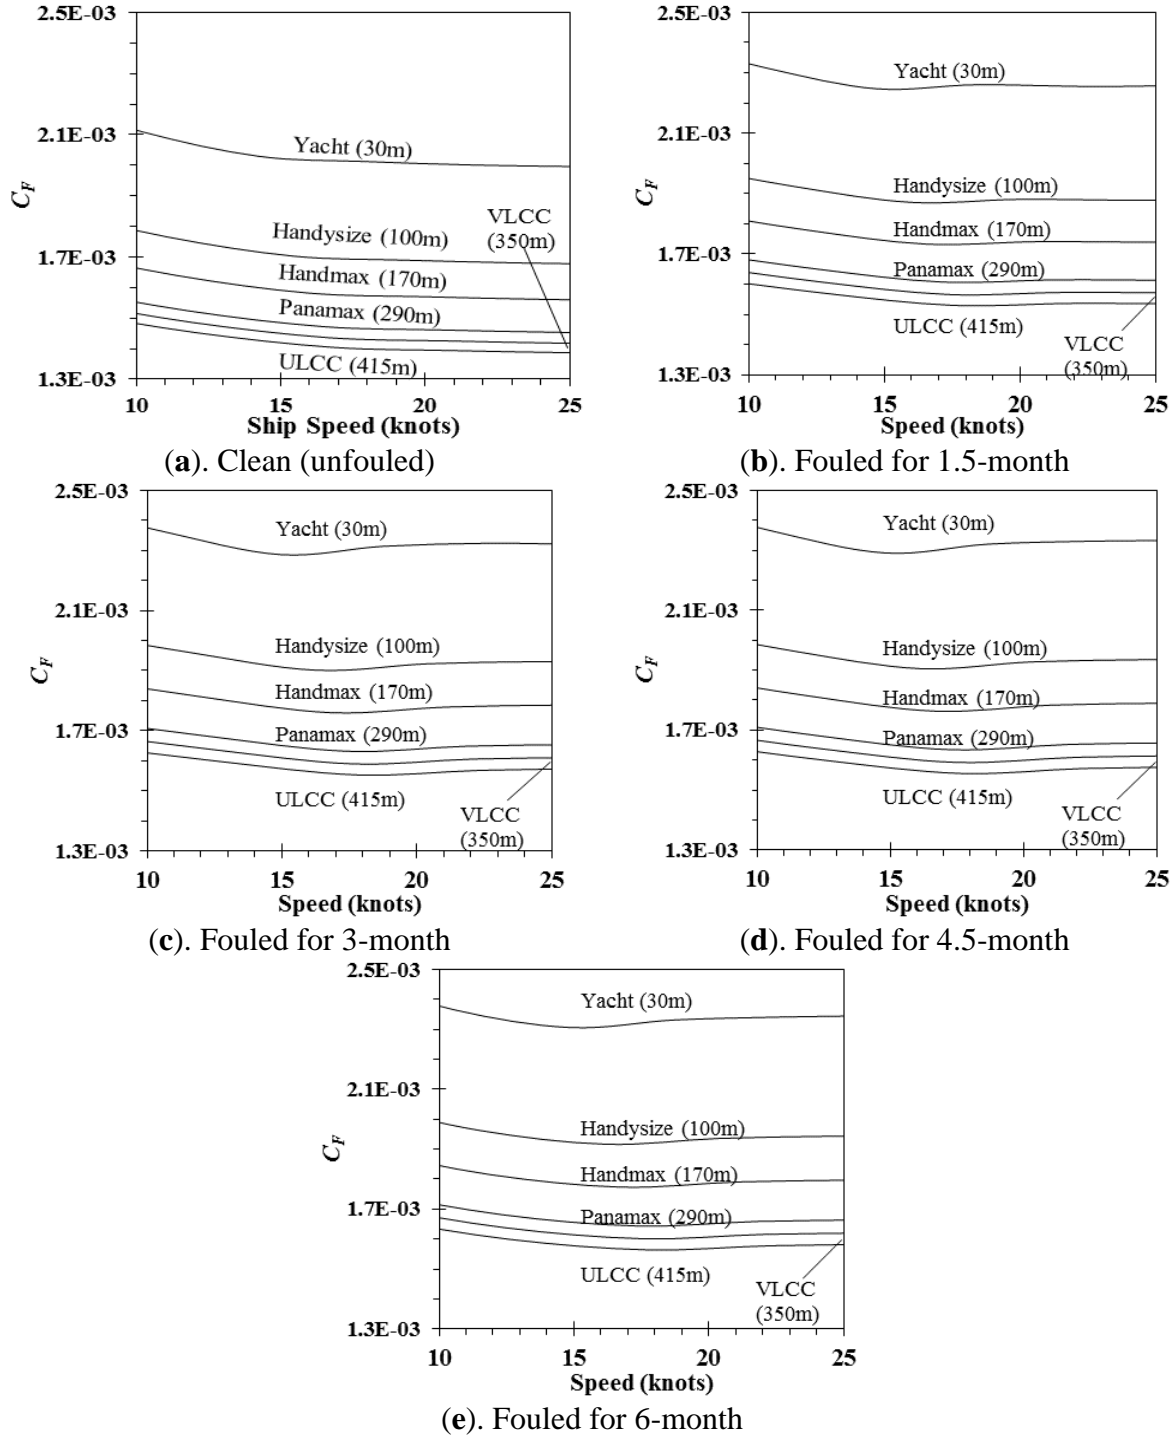 2.5E-03
2.1E-03
1.7E-03
1.3E-03
C_F
Yacht (30m)
VLCC
(350m)
Handysize (100m)
Handmax (170m)
Panamax (290m)
ULCC (415m)
10 15 20 25
Ship Speed (knots)
(a). Clean (unfouled)
2.5E-03
2.1E-03
1.7E-03
1.3E-03
Yacht (30m)
Handysize (100m)
Handmax (170m)
Panamax (290m)
ULCC (415m)
VLCC
(350m)
10 15 20 25
Speed (knots)
(b). Fouled for 1.5-month
2.5E-03
2.1E-03
1.7E-03
1.3E-03
C_F
Yacht (30m)
Handysize (100m)
Handmax (170m)
Panamax (290m)
ULCC (415m)
VLCC
(350m)
10 15 20 25
Speed (knots)
(c). Fouled for 3-month
2.5E-03
2.1E-03
1.7E-03
1.3E-03
C_F
Yacht (30m)
Handysize (100m)
Handmax (170m)
Panamax (290m)
ULCC (415m)
VLCC
(350m)
10 15 20 25
Speed (knots)
(d). Fouled for 4.5-month
2.5E-03
2.1E-03
1.7E-03
1.3E-03
C_F
Yacht (30m)
Handysize (100m)
Handmax (170m)
Panamax (290m)
ULCC (415m)
VLCC
(350m)
10 15 20 25
Speed (knots)
(e). Fouled for 6-month